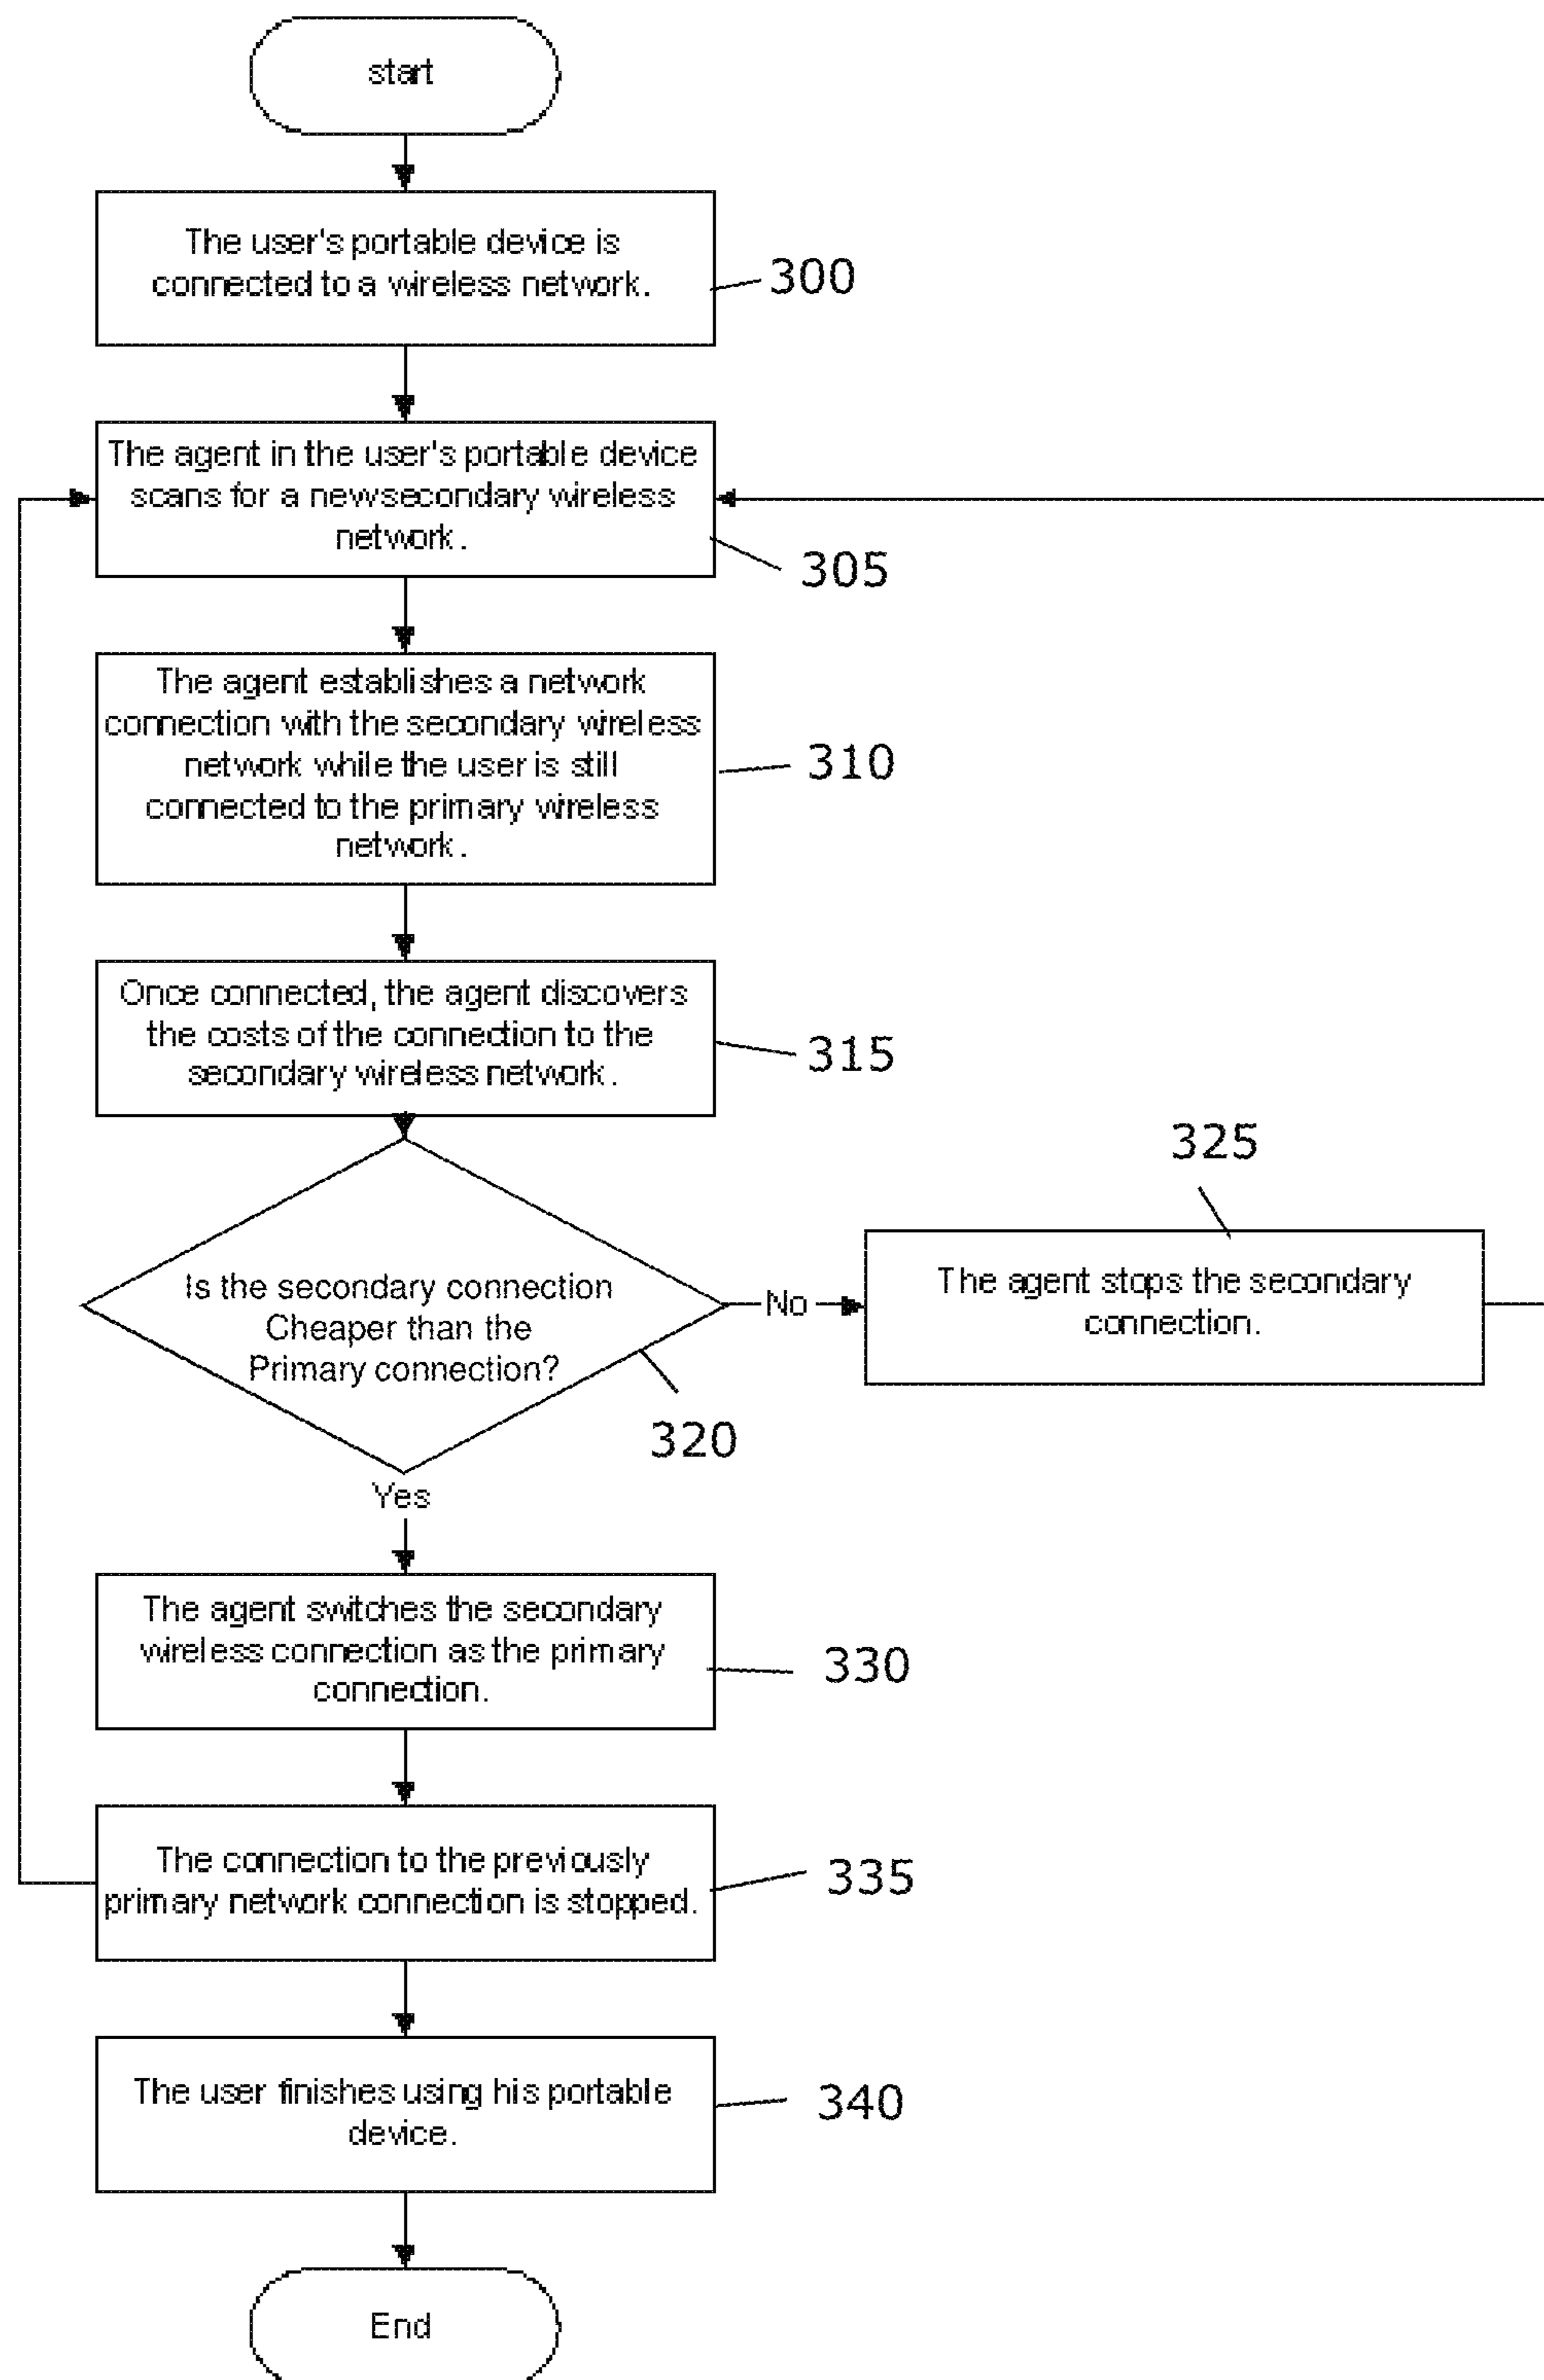 start
The user's portable device is
connected to a wireless network.
300
The agent in the user's portable device
scans for a new secondary wireless
network.
305
The agent establishes a network
connection with the secondary wireless
network while the user is still
connected to the primary wireless
network.
310
Once connected, the agent discovers
the costs of the connection to the
secondary wireless network.
315
Is the secondary connection
Cheaper than the
Primary connection?
320
No
325
The agent stops the secondary
connection.
Yes
The agent switches the secondary
wireless connection as the primary
connection.
330
The connection to the previously
primary network connection is stopped.
335
The user finishes using his portable
device.
340
End